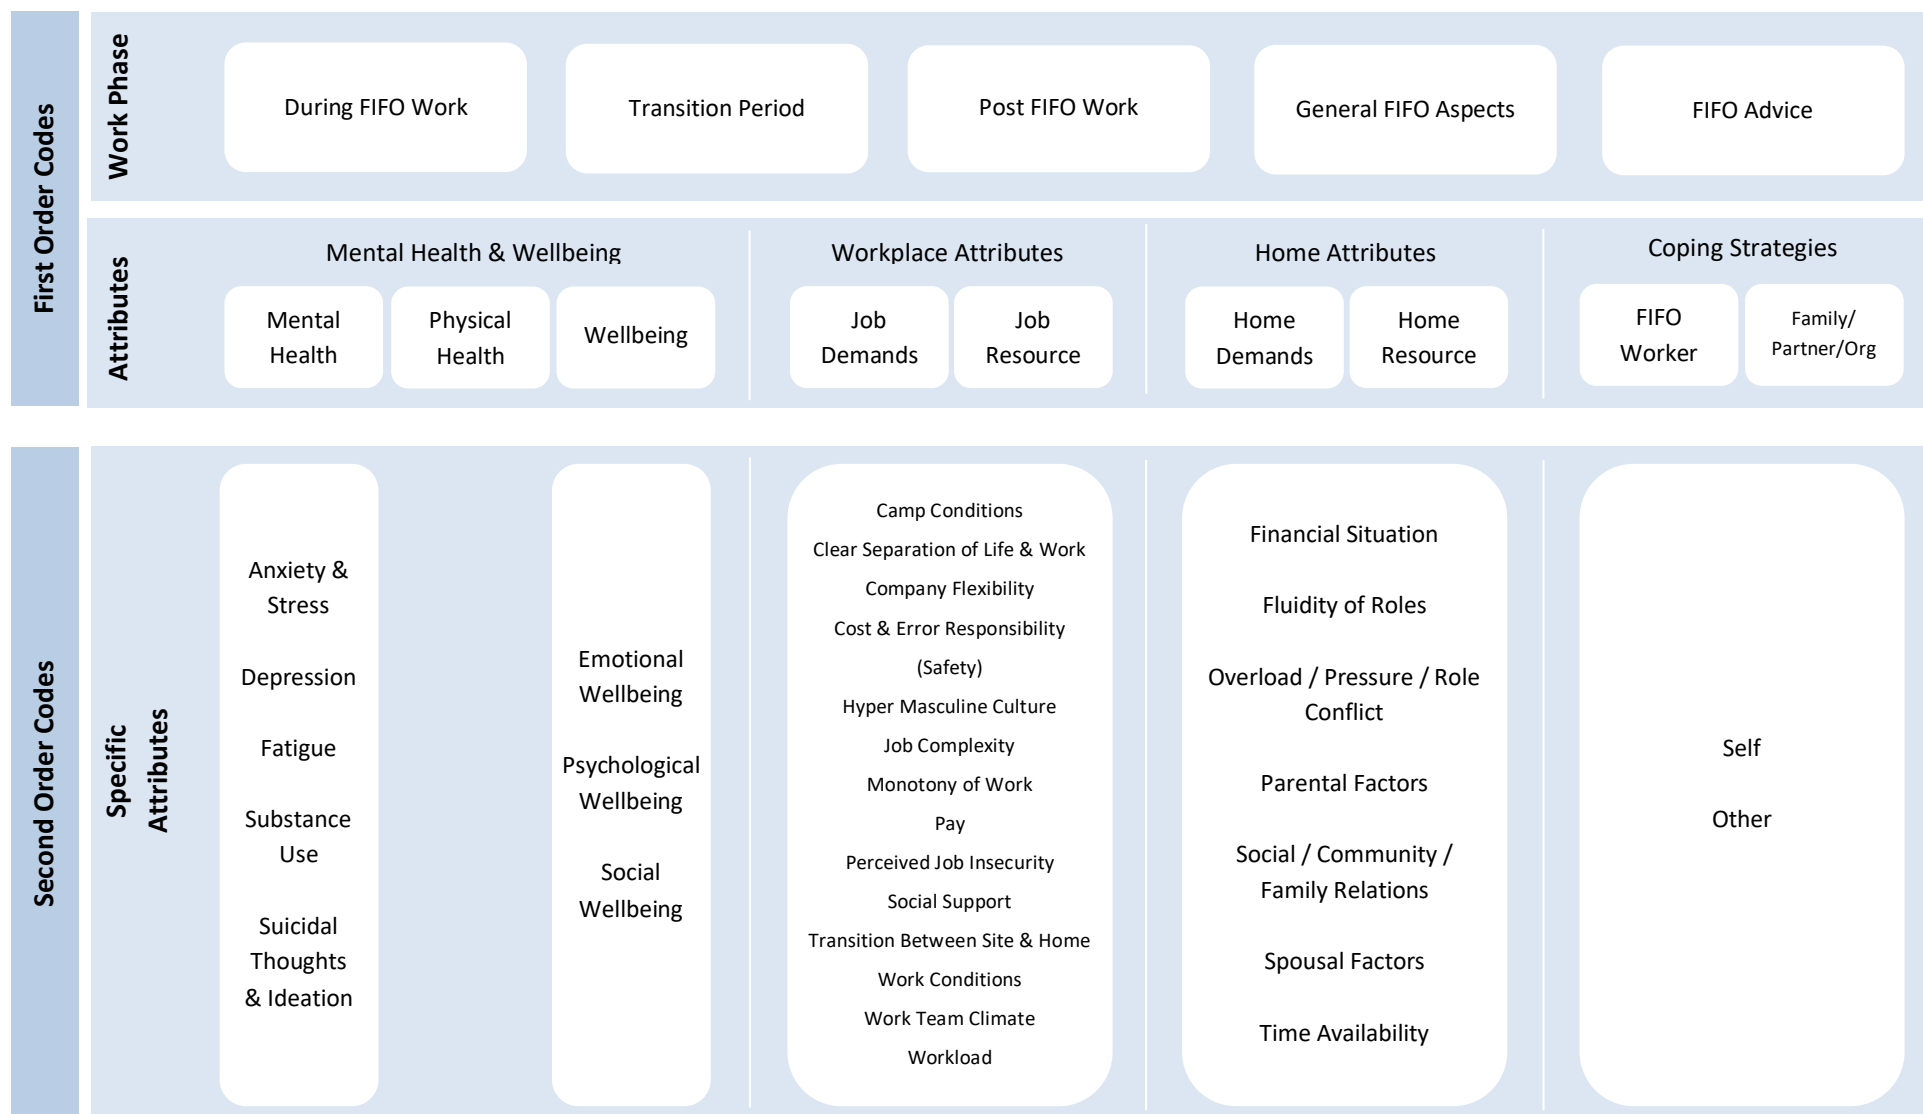 First Order Codes
Work Phase
During FIFO Work
Transition Period
Post FIFO Work
General FIFO Aspects
FIFO Advice
Attributes
Mental Health & Wellbeing
Mental
Health
Physical
Health
Wellbeing
Workplace Attributes
Job
Demands
Job
Resource
Home Attributes
Home
Demands
Home
Resource
Coping Strategies
FIFO
Worker
Family/
Partner/Org
Second Order Codes
Specific
Attributes
Anxiety &
Stress
Depression
Fatigue
Substance
Use
Suicidal
Thoughts
& Ideation
Emotional
Wellbeing
Psychological
Wellbeing
Social
Wellbeing
Camp Conditions
Clear Separation of Life & Work
Company Flexibility
Cost & Error Responsibility
(Safety)
Hyper Masculine Culture
Job Complexity
Monotony of Work
Pay
Perceived Job Insecurity
Social Support
Transition Between Site & Home
Work Conditions
Work Team Climate
Workload
Financial Situation
Fluidity of Roles
Overload / Pressure / Role
Conflict
Parental Factors
Social / Community /
Family Relations
Spousal Factors
Time Availability
Self
Other